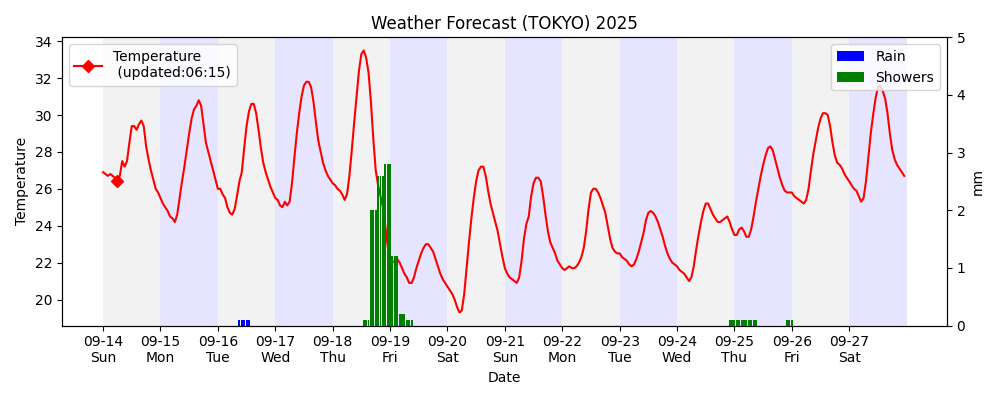 Weather Forecast (TOKYO) 2025
Temperature
(updated:06:15)
Rain
Showers
34
32
30
28
26
24
22
20
Temperature
5
4
3
2
1
0
mm
09-14 09-15 09-16 09-17 09-18 09-19 09-20 09-21 09-22 09-23 09-24 09-25 09-26 09-27
Sun Mon Tue Wed Thu Fri Sat Sun Mon Tue Wed Thu Fri Sat
Date